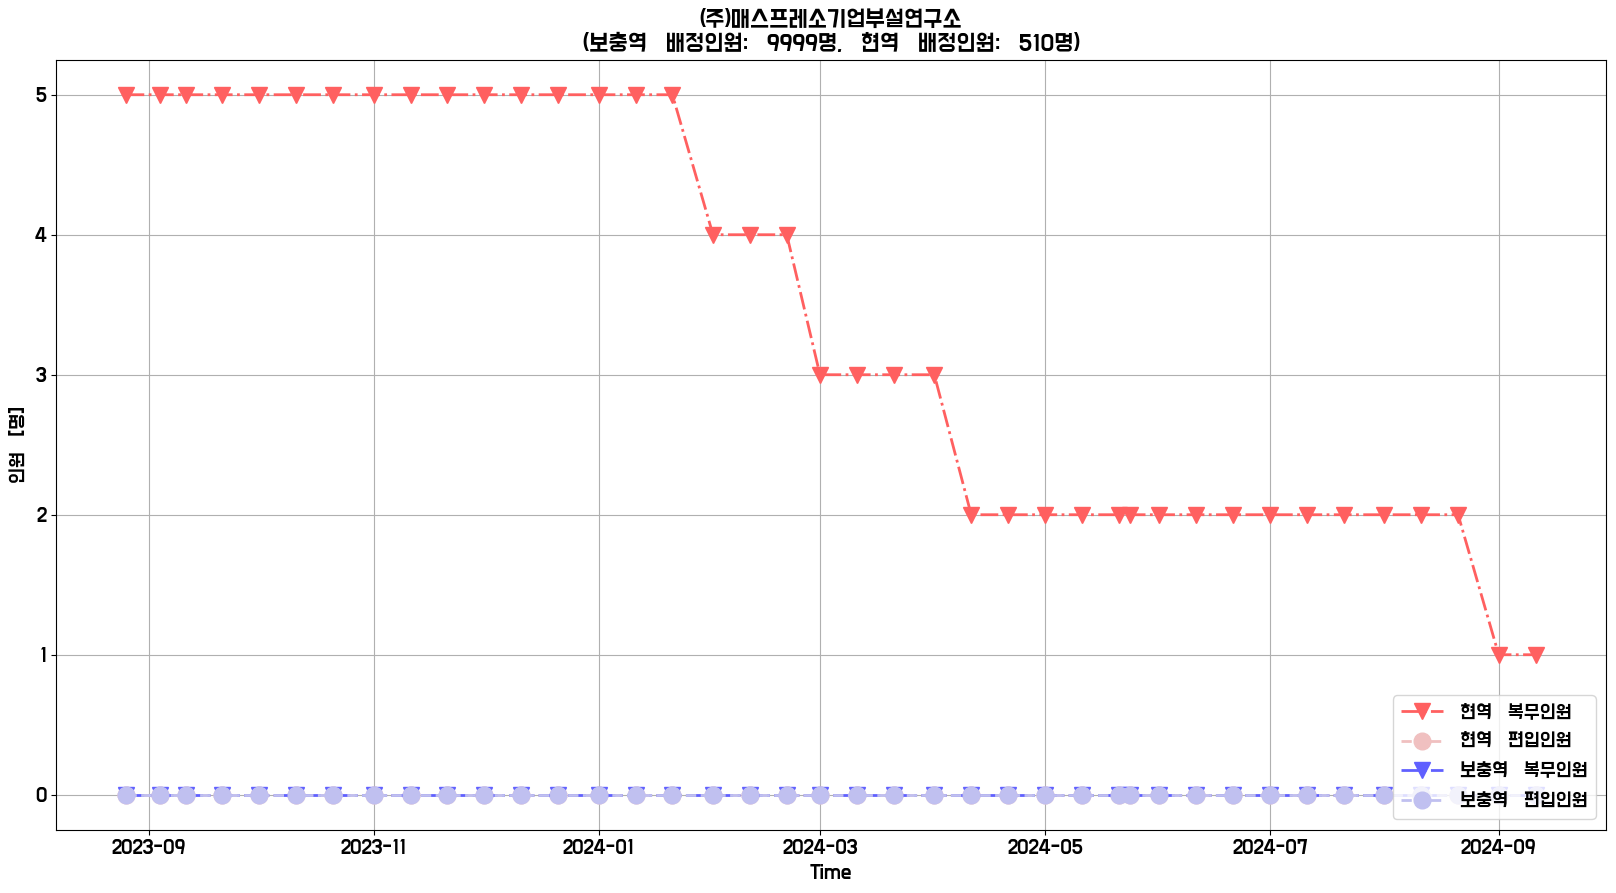 (주)매스프레소기업부설연구소
(보충역 배정인원: 9999명, 현역 배정인원: 510명)
5
4
3
2
1
0
인원 [명]
2023-09
2023-11
2024-01
2024-03
2024-05
2024-07
2024-09
Time
현역 복무인원
현역 편입인원
보충역 복무인원
보충역 편입인원